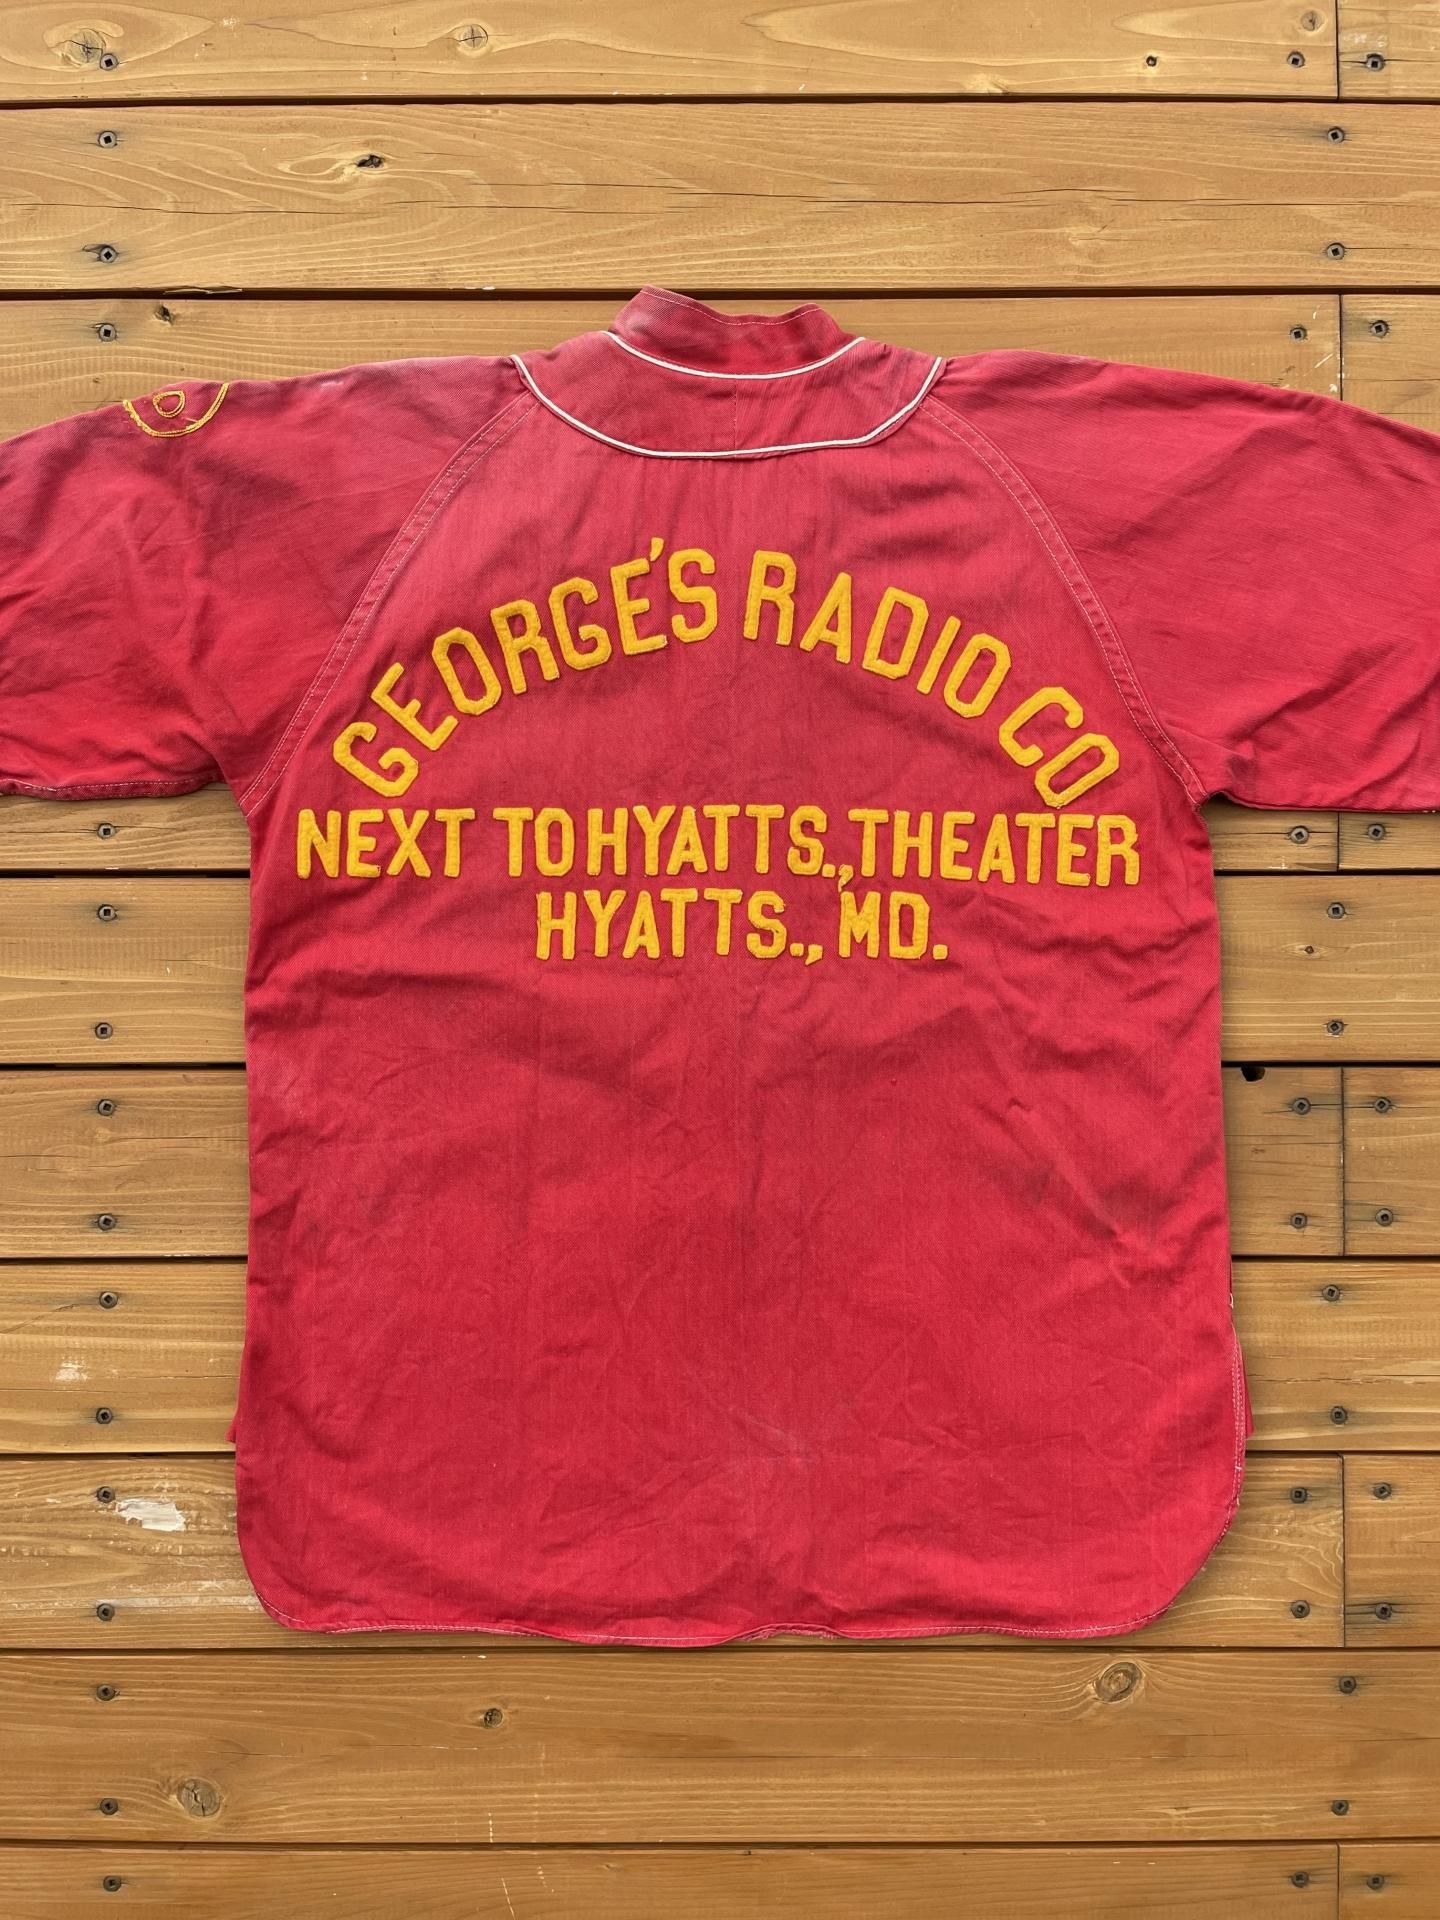 GEORGE'S RADIO CO
NEXT TO HYATTS., THEATER
HYATTS., MD.